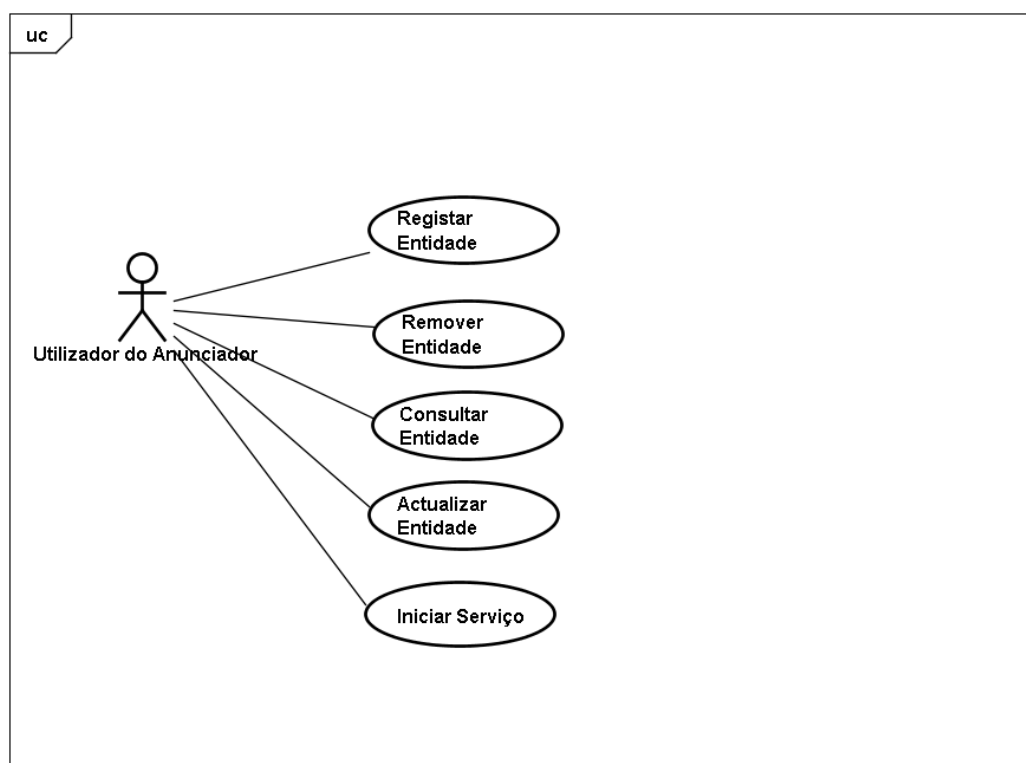 uc
Registar
Entidade
Utilizador do Anunciador
Remover
Entidade
Consultar
Entidade
Actualizar
Entidade
Iniciar Serviço